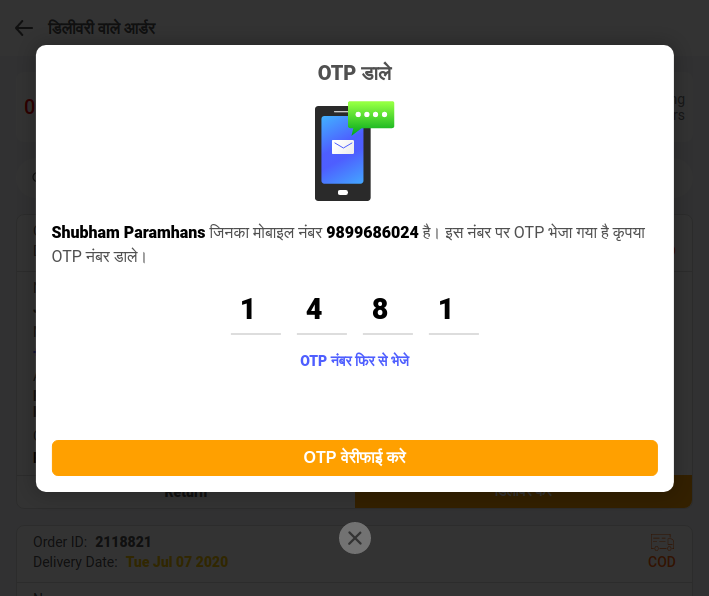 डिलीवरी वाले आर्डर
OTP डाले
Shubham Paramhans जिनका मोबाइल नंबर 9899686024 है। इस नंबर पर OTP भेजा गया है कृपया
OTP नंबर डाले।
1 4 8 1
OTP नंबर फिर से भेजे
OTP वेरीफाई करे
Return
Order ID: 2118821
Delivery Date: Tue Jul 07 2020
COD